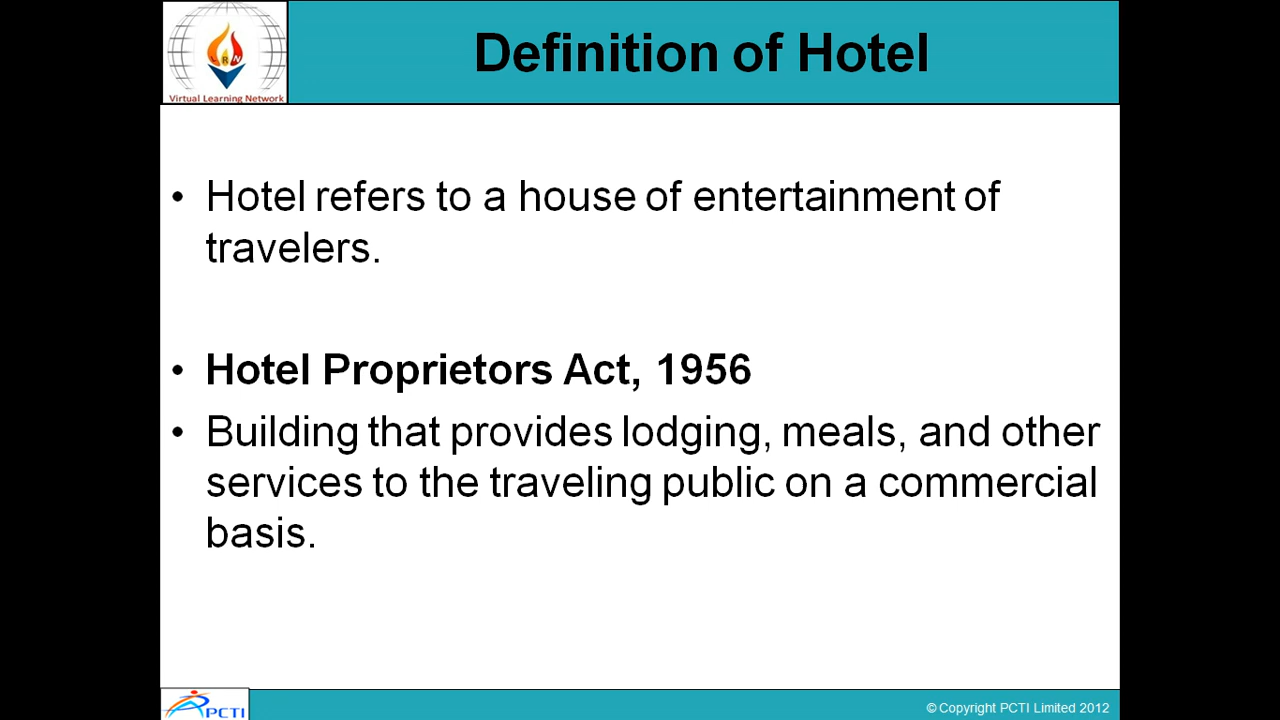 Definition of Hotel
Virtual Learning Network
• Hotel refers to a house of entertainment of
travelers.
• Hotel Proprietors Act, 1956
• Building that provides lodging, meals, and other
services to the traveling public on a commercial
basis.
PCTI
© Copyright PCTI Limited 2012